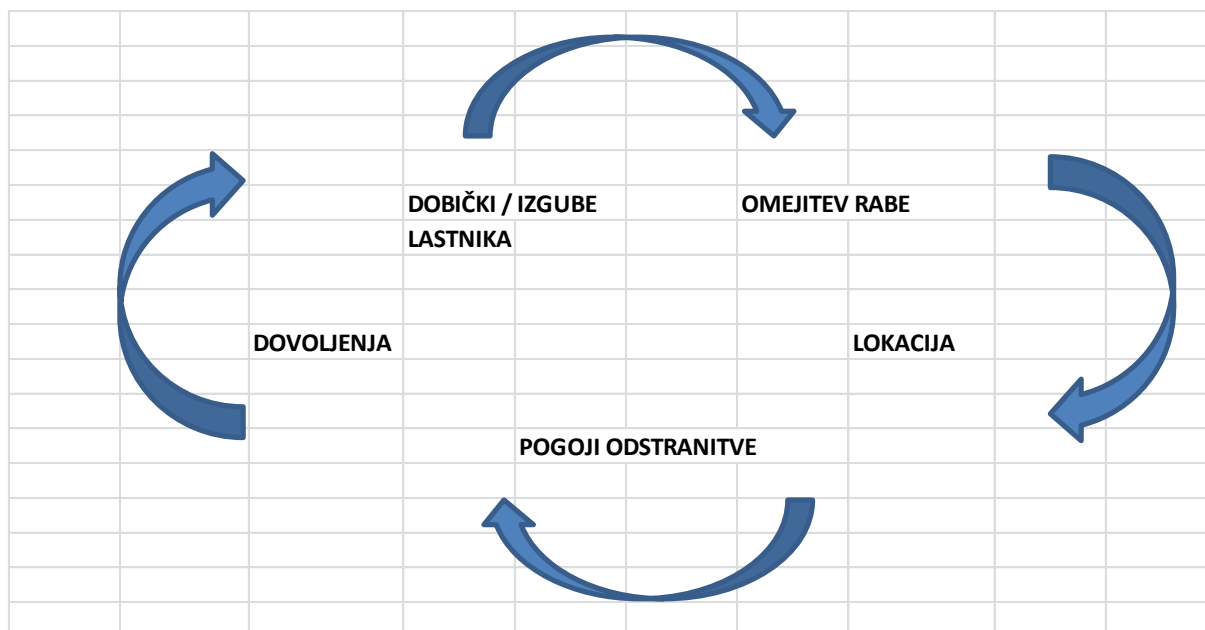 DOBIČKI / IZGUBE
LASTNIKA
OMEJITEV RABE
DOVOLJENJA
LOKACIJA
POGOJI ODSTRANITVE